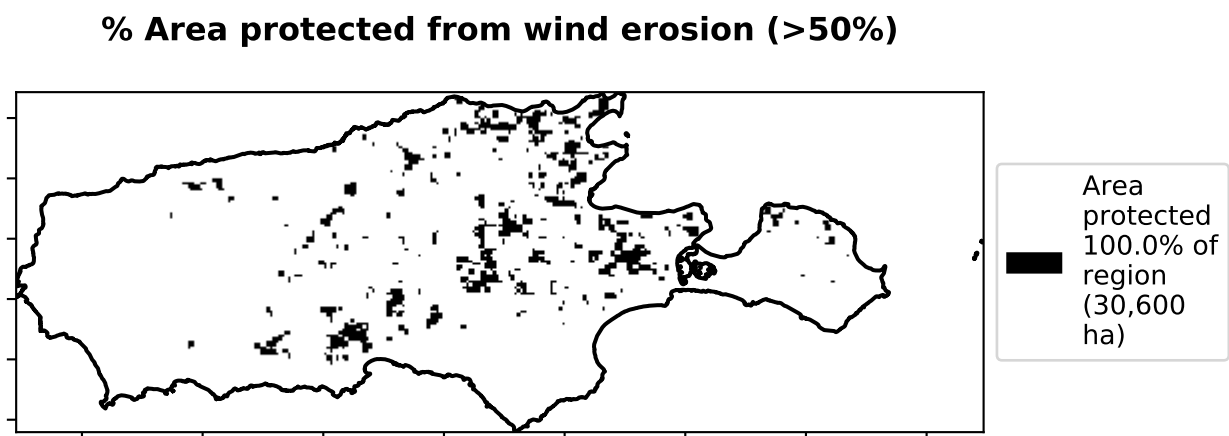 % Area protected from wind erosion (>50%)
Area
protected
100.0% of
region
(30,600
ha)